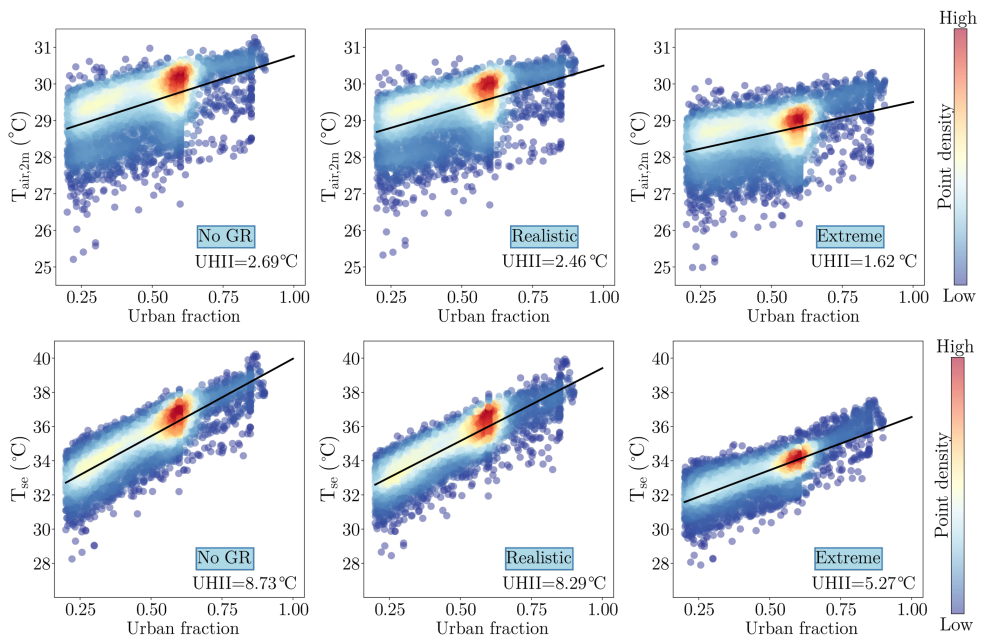 High
31
30
29
28
27
26
25
T_air,2m (°C)
No GR
UHII=2.69°C
0.25 0.50 0.75 1.00
Urban fraction
31
30
29
28
27
26
25
T_air,2m (°C)
Realistic
UHII=2.46 °C
0.25 0.50 0.75 1.00
Urban fraction
31
30
29
28
27
26
25
T_air,2m (°C)
Extreme
UHII=1.62 °C
0.25 0.50 0.75 1.00
Urban fraction
Point density
Low
High
40
38
36
34
32
30
28
T_se (°C)
No GR
UHII=8.73°C
0.25 0.50 0.75 1.00
Urban fraction
40
38
36
34
32
30
28
T_se (°C)
Realistic
UHII=8.29°C
0.25 0.50 0.75 1.00
Urban fraction
40
38
36
34
32
30
28
T_se (°C)
Extreme
UHII=5.27°C
0.25 0.50 0.75 1.00
Urban fraction
Point density
Low